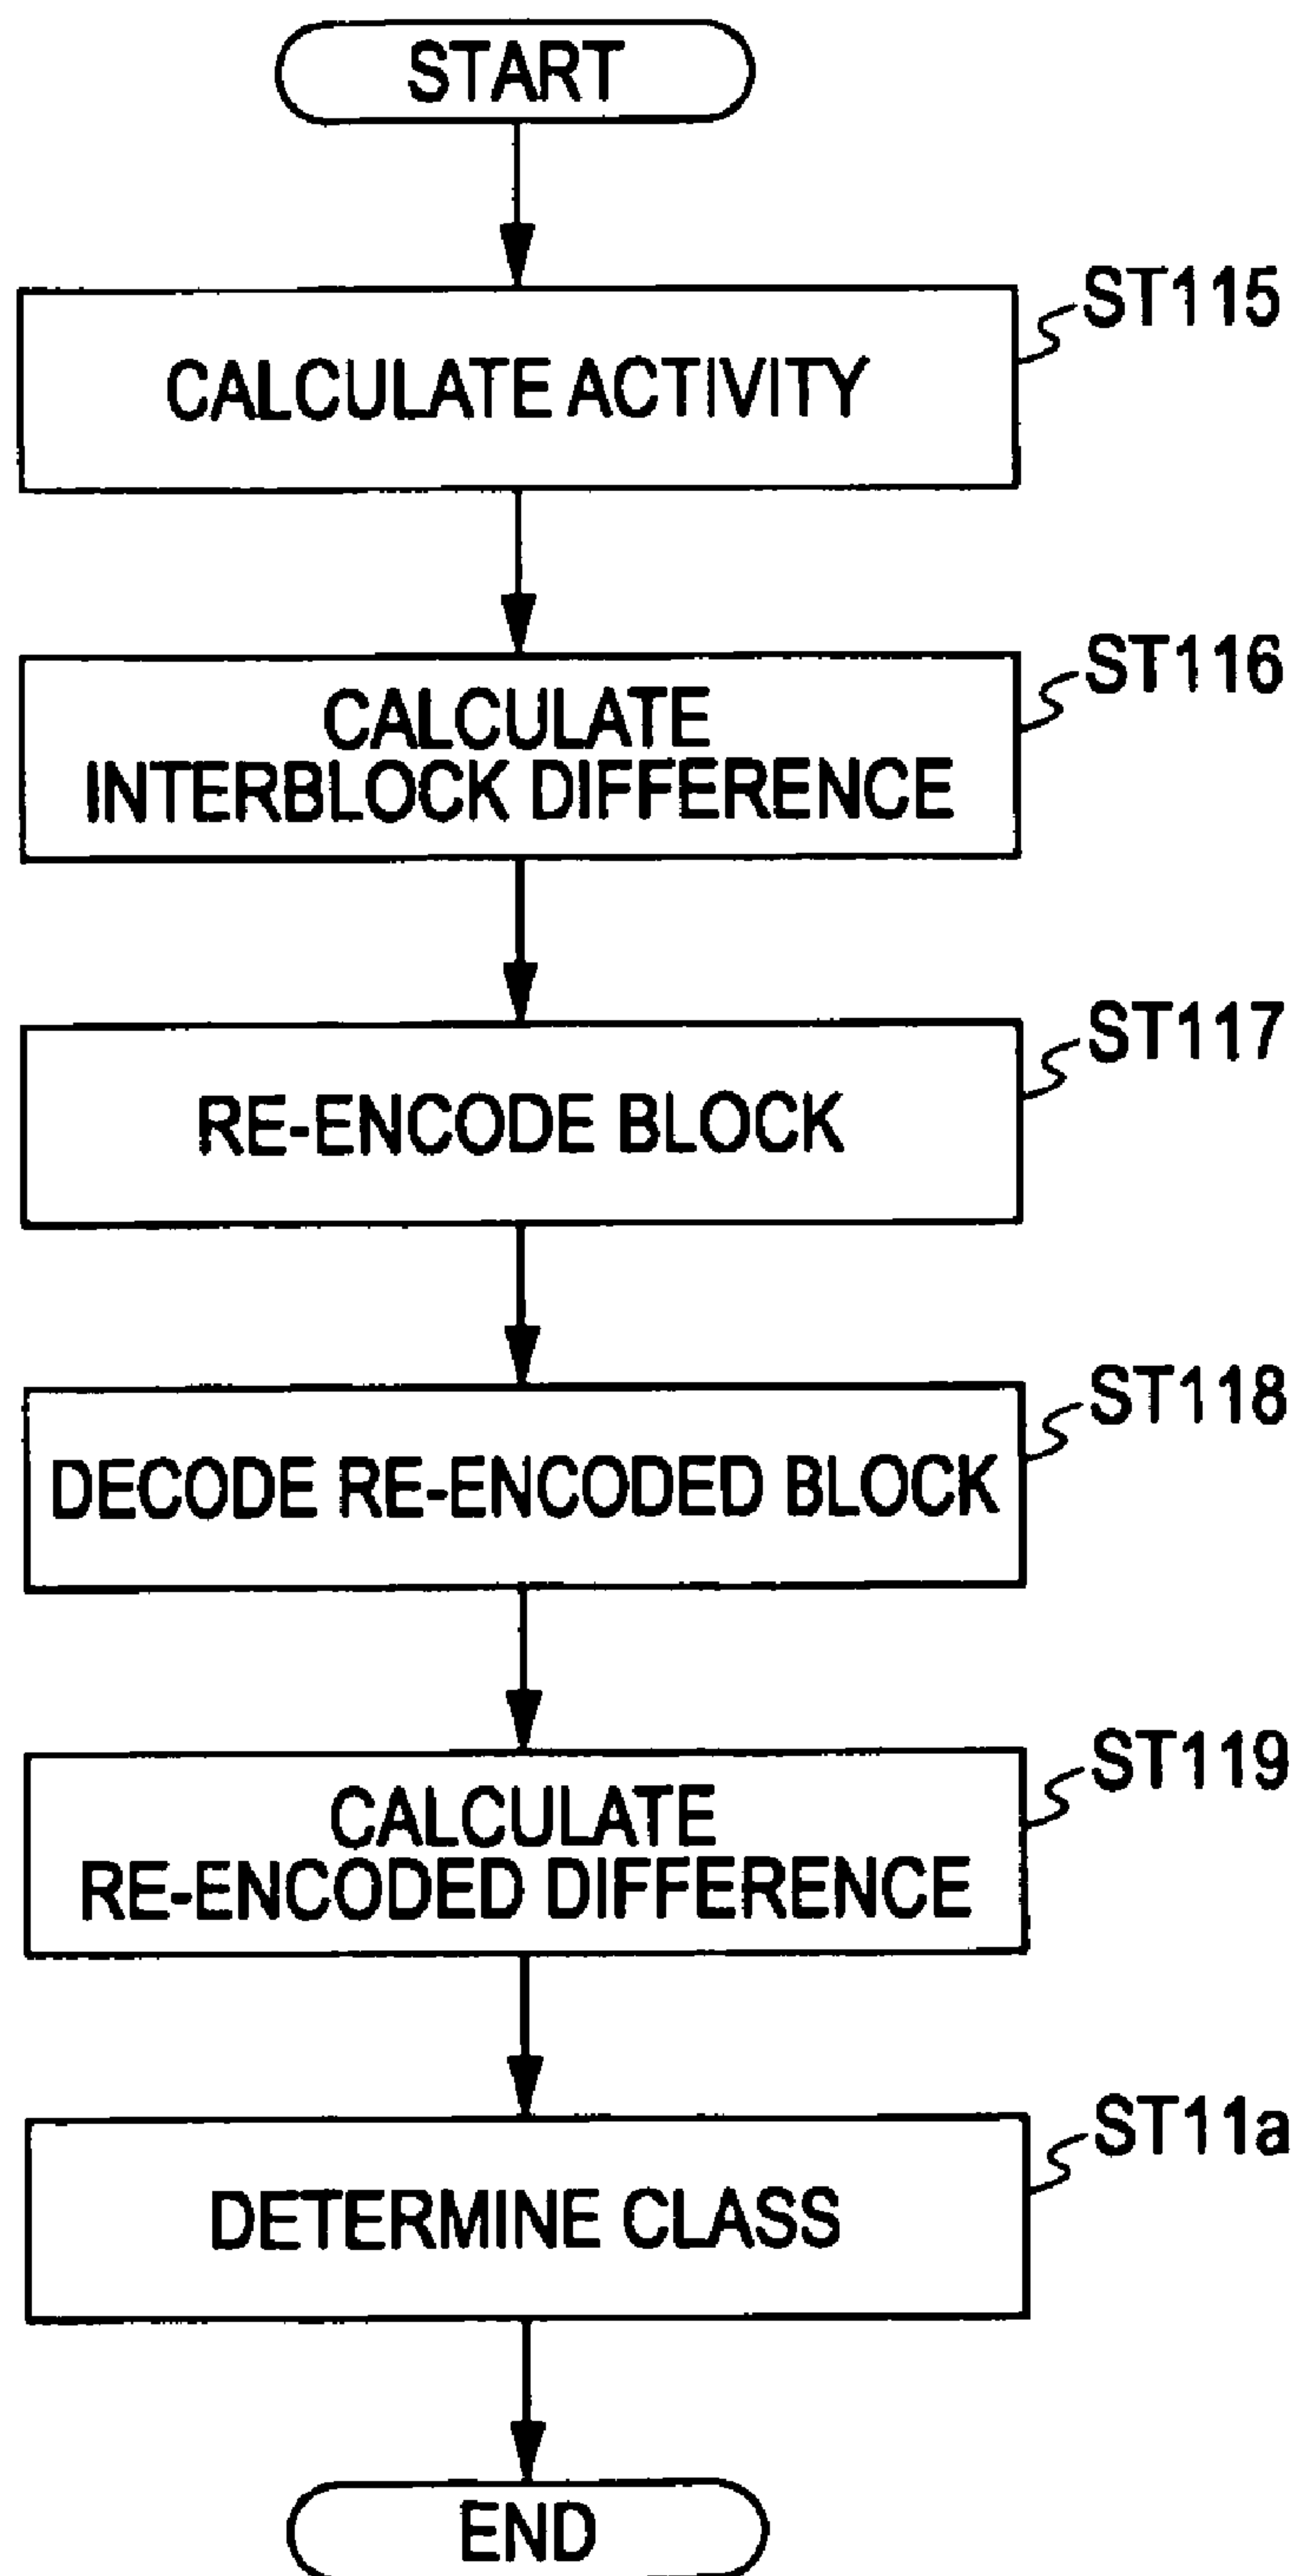 START
ST115
CALCULATE ACTIVITY
ST116
CALCULATE
INTERBLOCK DIFFERENCE
ST117
RE-ENCODE BLOCK
ST118
DECODE RE-ENCODED BLOCK
ST119
CALCULATE
RE-ENCODED DIFFERENCE
ST11a
DETERMINE CLASS
END